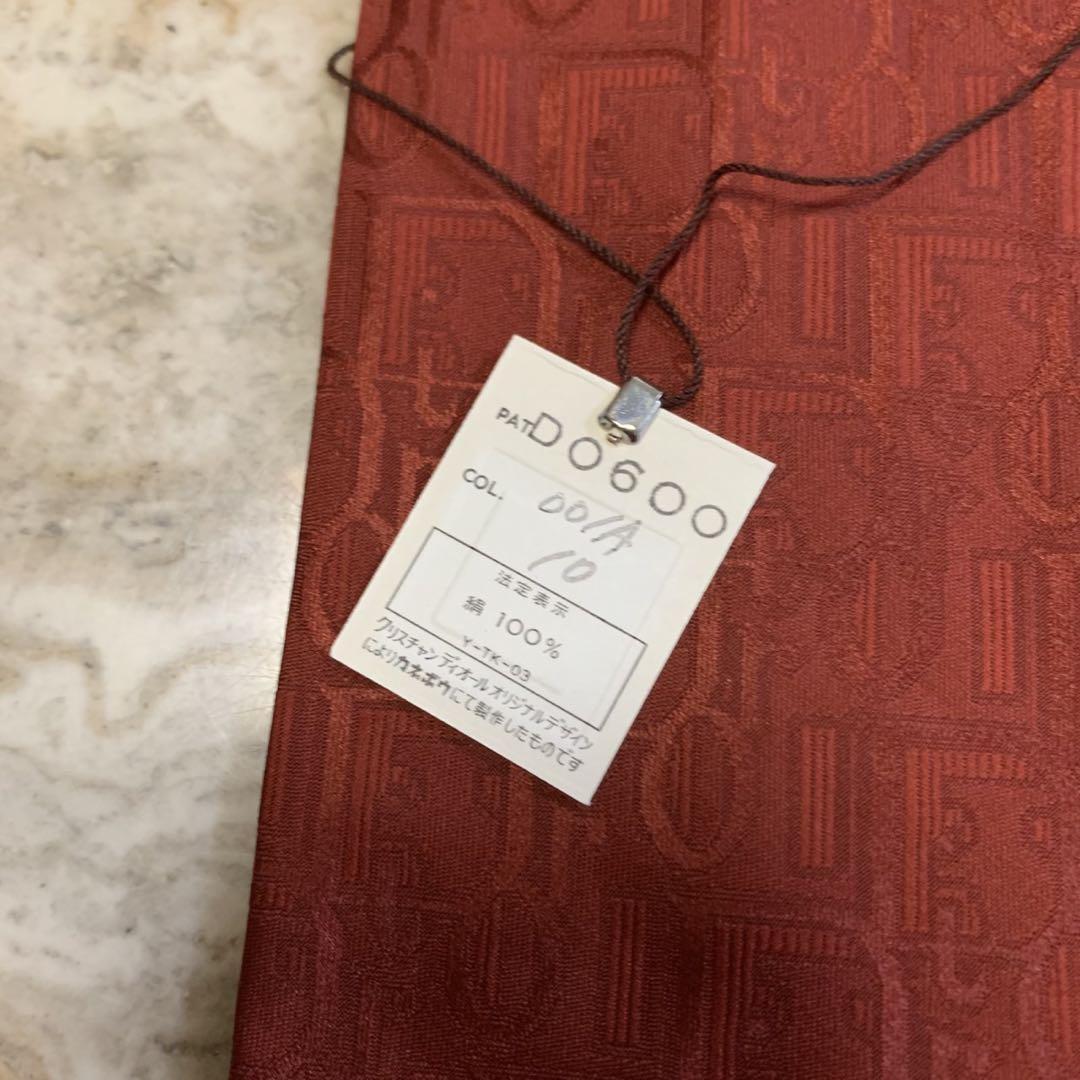 PAT. D0600
COL. 001A
10
法定表示
絹 100%
Y-TK-03
クリスチャンディオールオリジナルデザイン
によりカネボウにて製作したものです